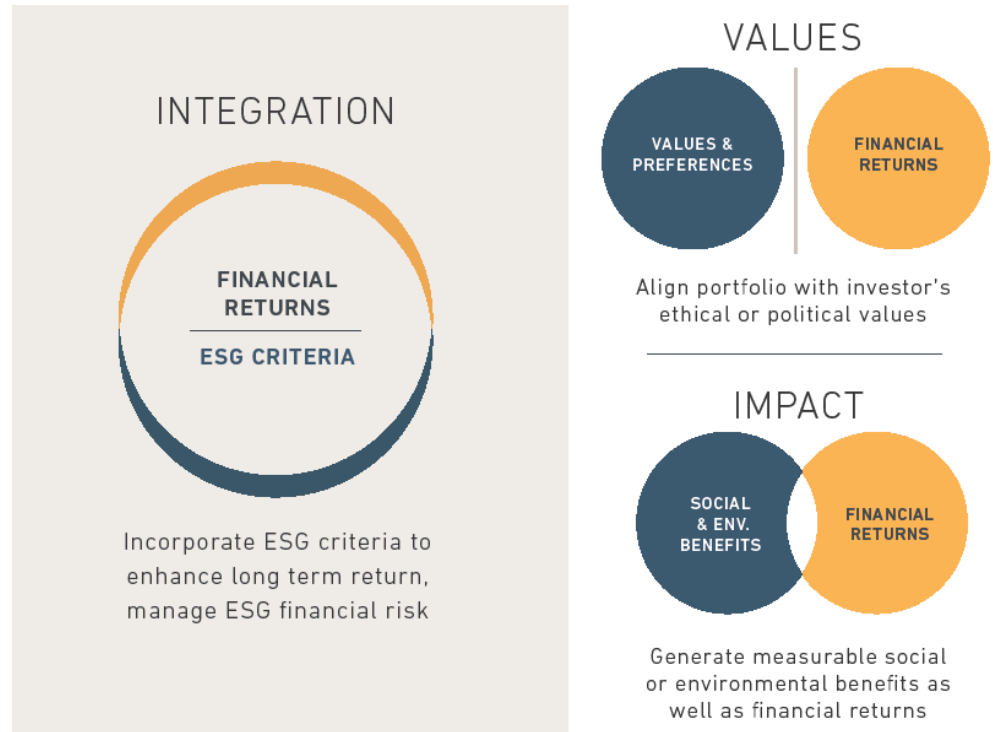 INTEGRATION
FINANCIAL
RETURNS
ESG CRITERIA
Incorporate ESG criteria to
enhance long term return,
manage ESG financial risk
VALUES
VALUES &
PREFERENCES
FINANCIAL
RETURNS
Align portfolio with investor's
ethical or political values
IMPACT
SOCIAL
& ENV.
BENEFITS
FINANCIAL
RETURNS
Generate measurable social
or environmental benefits as
well as financial returns